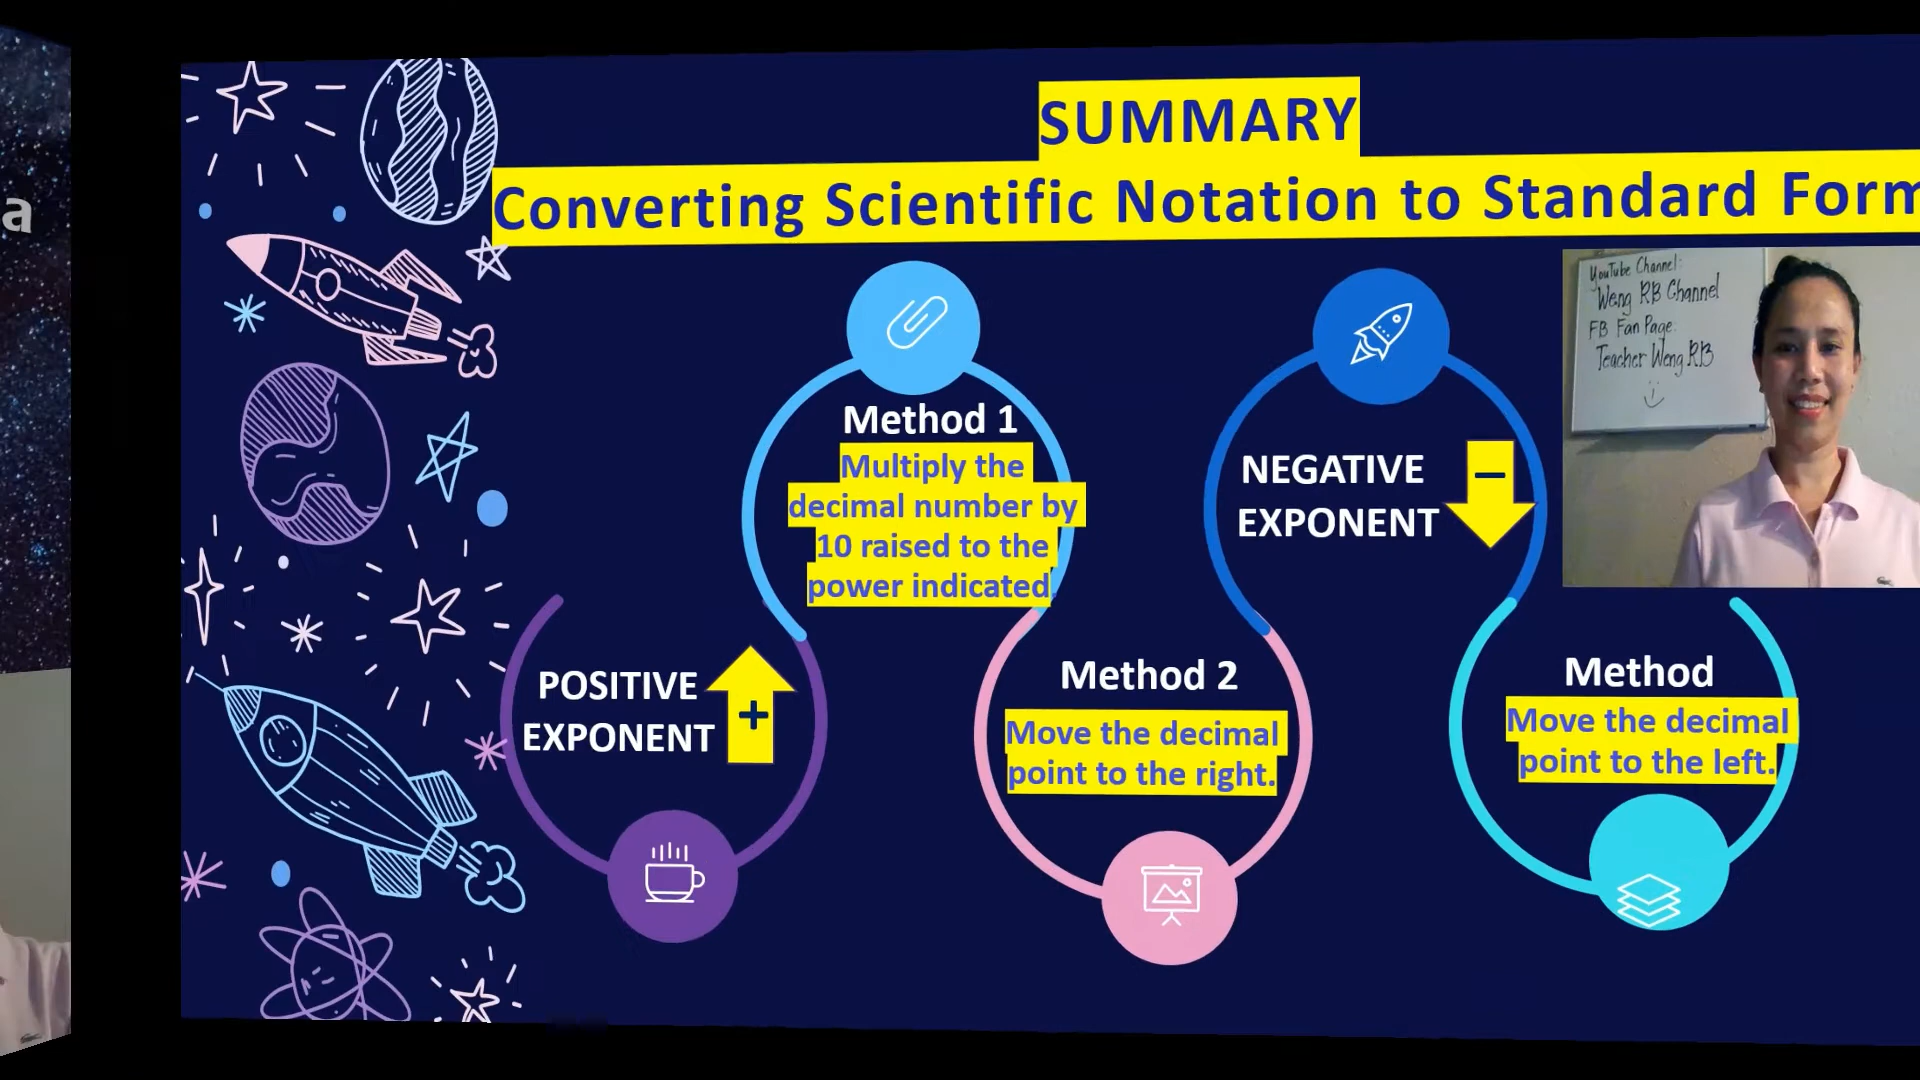 a
SUMMARY
Converting Scientific Notation to Standard Form
YouTube Channel:
Weng RB Channel
FB Fan Page:
Teacher Weng RB
Method 1
Multiply the
decimal number by
10 raised to the
power indicated.
NEGATIVE
EXPONENT
−
POSITIVE
EXPONENT
+
Method 2
Move the decimal
point to the right.
Method
Move the decimal
point to the left.